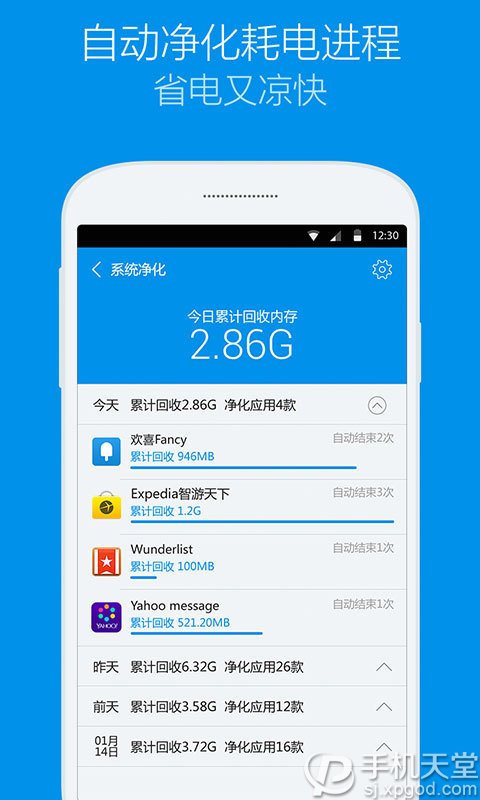 自动净化耗电进程
省电又凉快
12:30
系统净化
今日累计回收内存
2.86G
今天 累计回收2.86G 净化应用4款
欢喜Fancy 自动结束2次
累计回收 946MB
Expedia智游天下 自动结束3次
累计回收 1.2G
Wunderlist 自动结束1次
累计回收 100MB
YAHOO! Yahoo message 自动结束1次
累计回收 521.20MB
昨天 累计回收6.32G 净化应用26款
前天 累计回收3.58G 净化应用12款
01月
14日 累计回收3.72G 净化应用16款
手机天堂
sj.xpgod.com